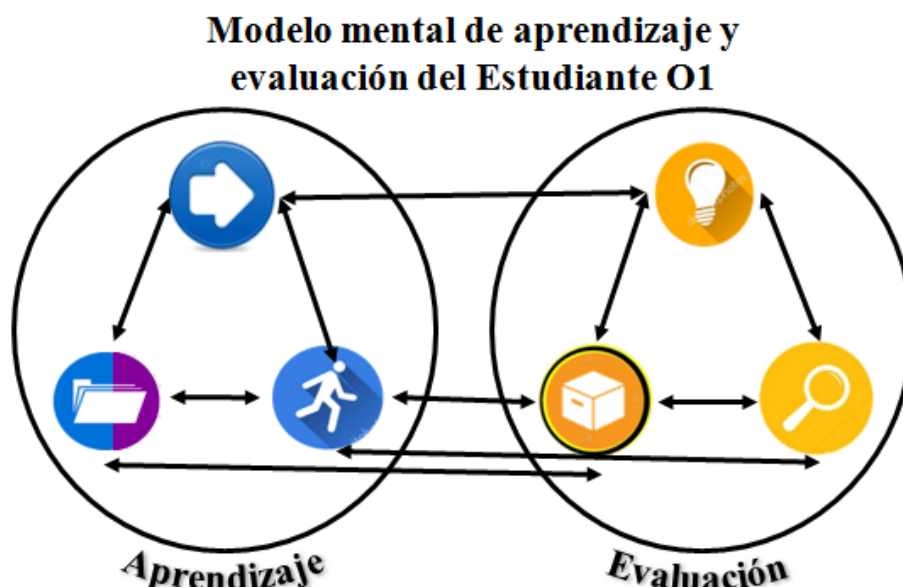 Modelo mental de aprendizaje y
evaluación del Estudiante O1
Aprendizaje
Evaluación